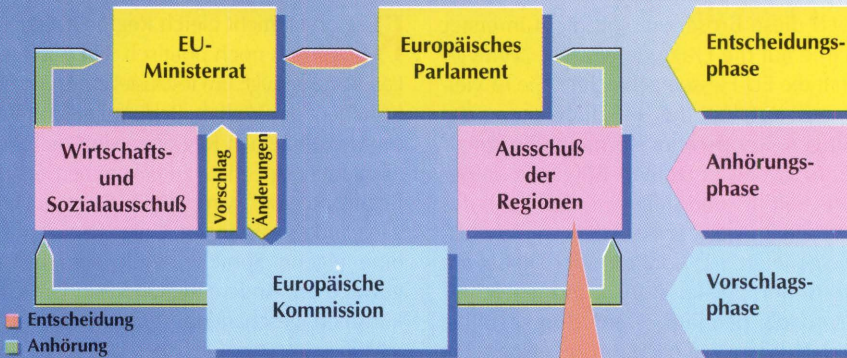 EU-
Ministerrat
Europäisches
Parlament
Entscheidungs-
phase
Wirtschafts-
und
Sozialausschuß
Vorschlag
Änderungen
Ausschuß
der
Regionen
Anhörungs-
phase
Europäische
Kommission
Vorschlags-
phase
Entscheidung
Anhörung